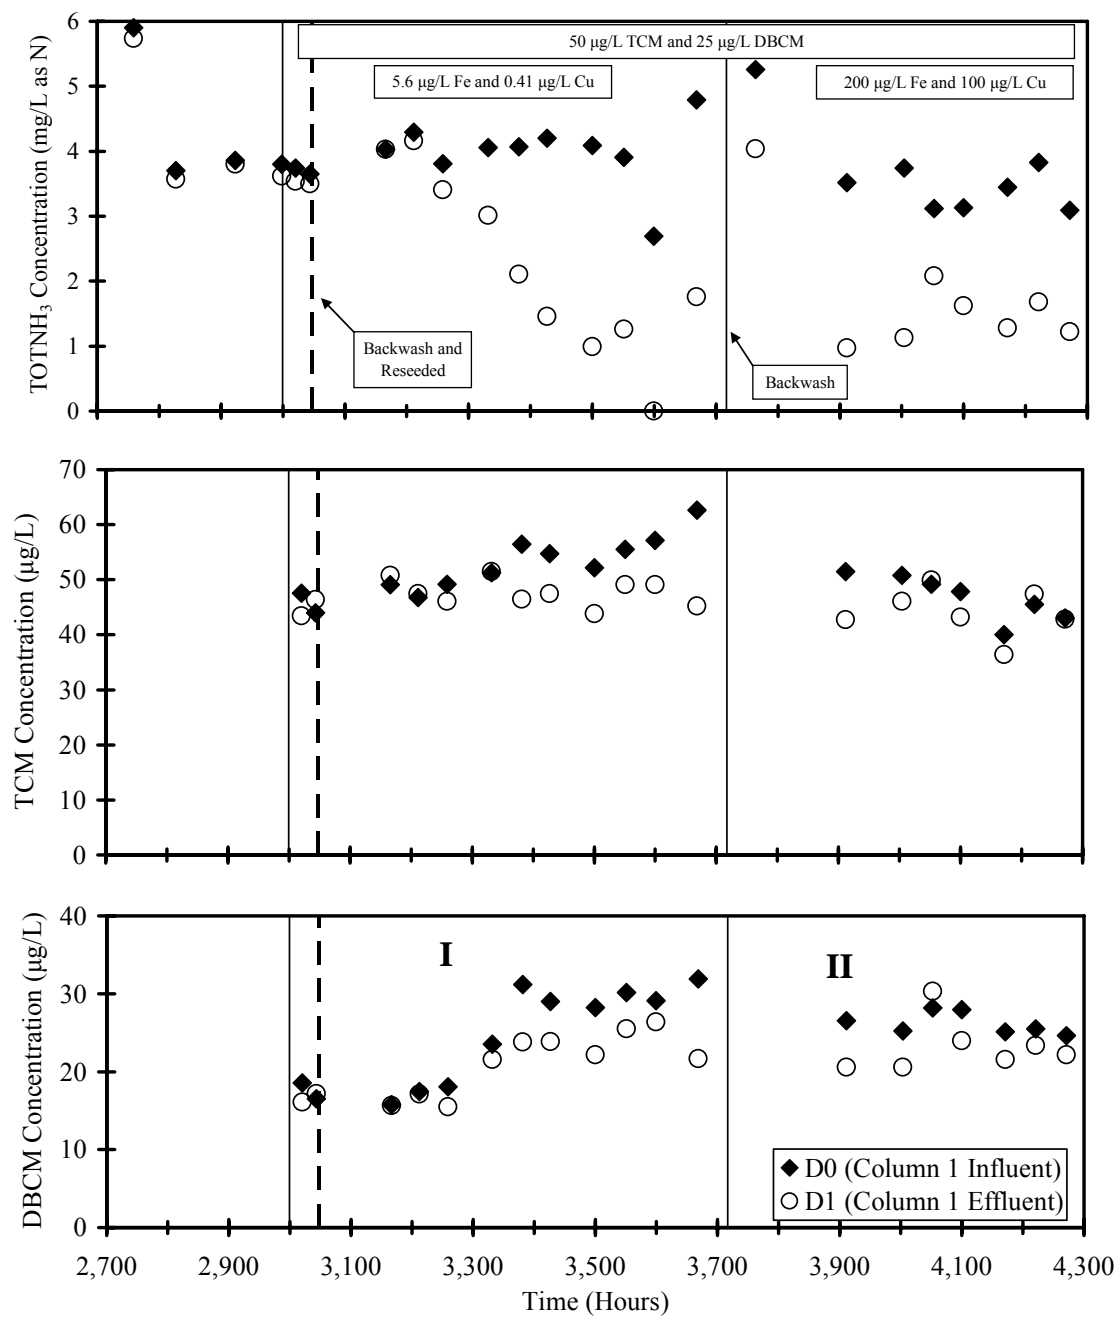 TOTNH₃ Concentration (mg/L as N)
6
5
4
3
2
1
0
50 μg/L TCM and 25 μg/L DBCM
5.6 μg/L Fe and 0.41 μg/L Cu
200 μg/L Fe and 100 μg/L Cu
Backwash and
Reseeded
Backwash
TCM Concentration (μg/L)
70
60
50
40
30
20
10
0
DBCM Concentration (μg/L)
40
30
20
10
0
I
II
D0 (Column 1 Influent)
D1 (Column 1 Effluent)
2,700 2,900 3,100 3,300 3,500 3,700 3,900 4,100 4,300
Time (Hours)